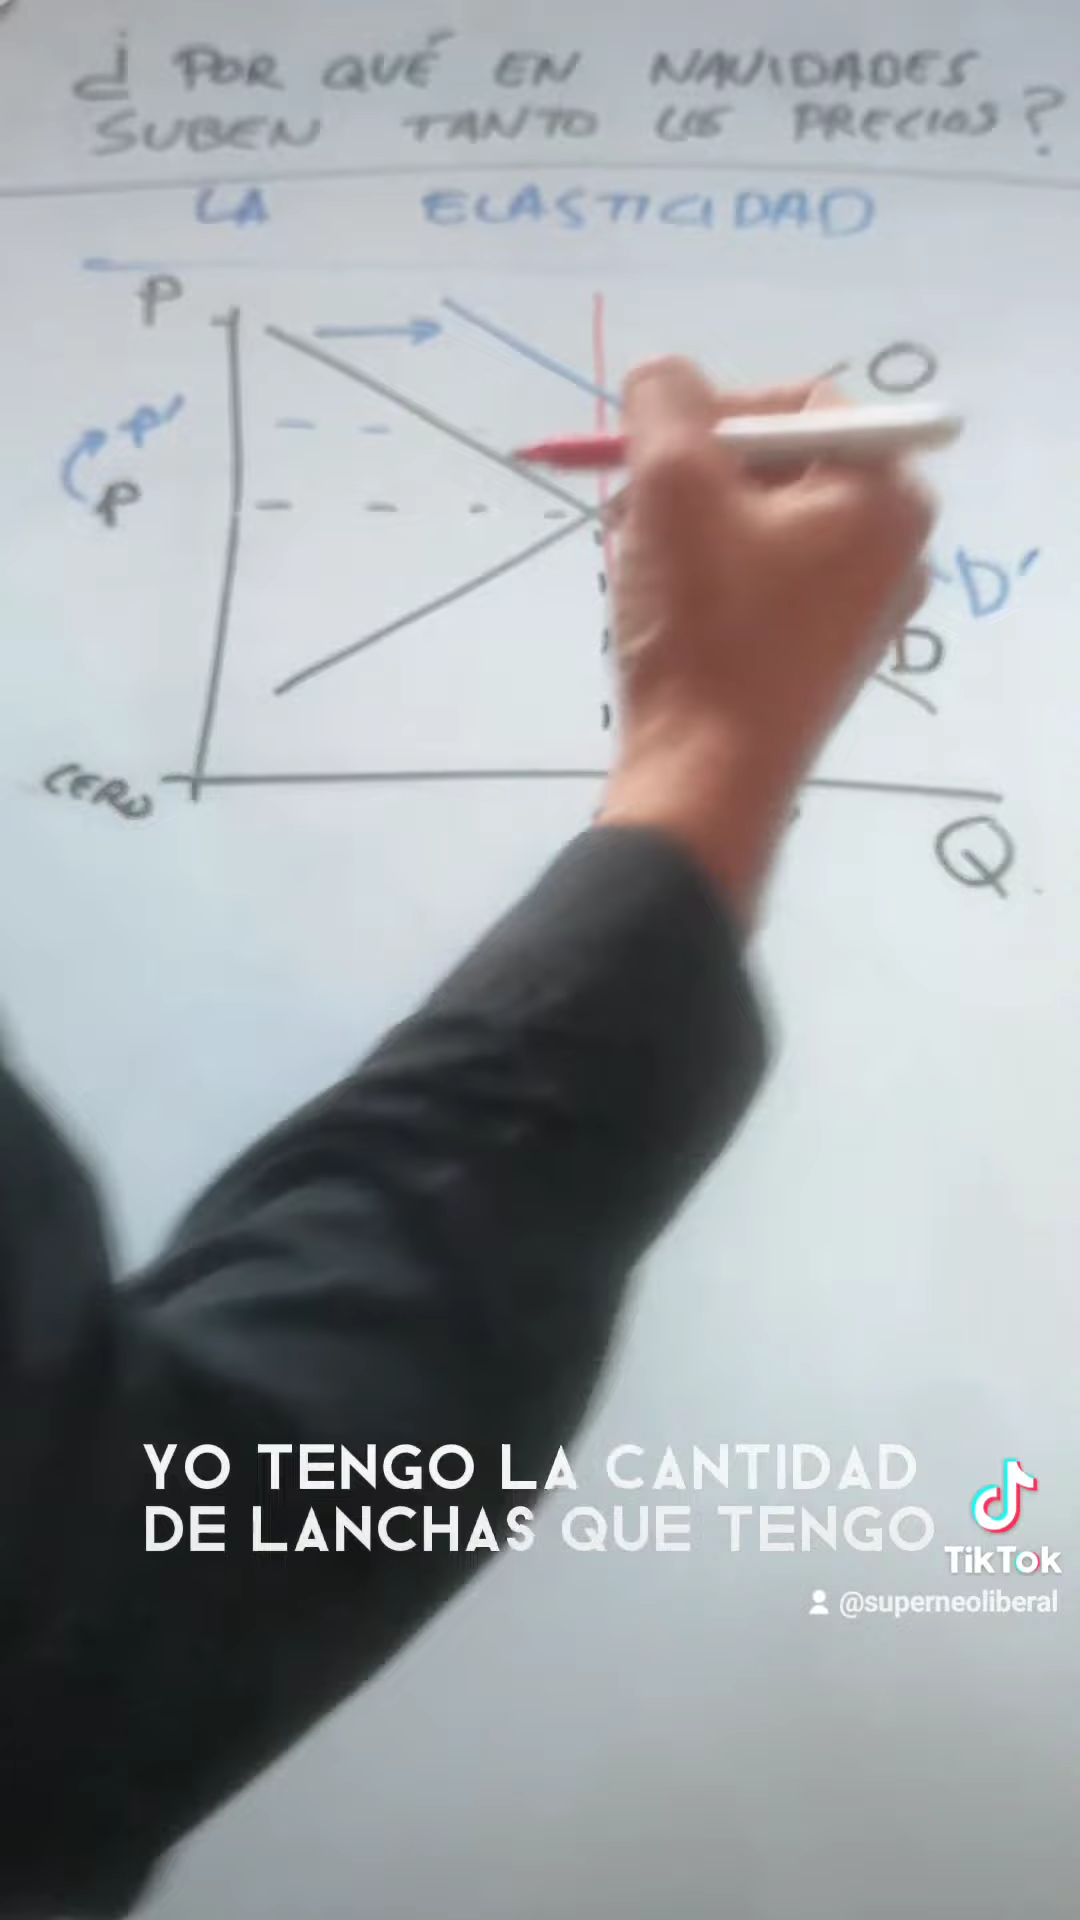 ¿ POR QUÉ EN NAVIDADES
SUBEN TANTO LOS PRECIOS ?
LA ELASTICIDAD
P
O
P'
P
D'
D
CERO
Q
YO TENGO LA CANTIDAD
DE LANCHAS QUE TENGO
TikTok
@superneoliberal